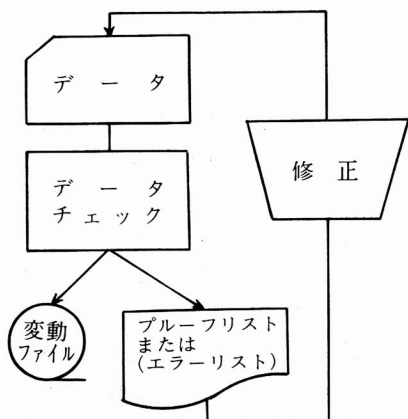 データ
データ
チェック
修正
変動
ファイル
プルーフリスト
または
(エラーリスト)